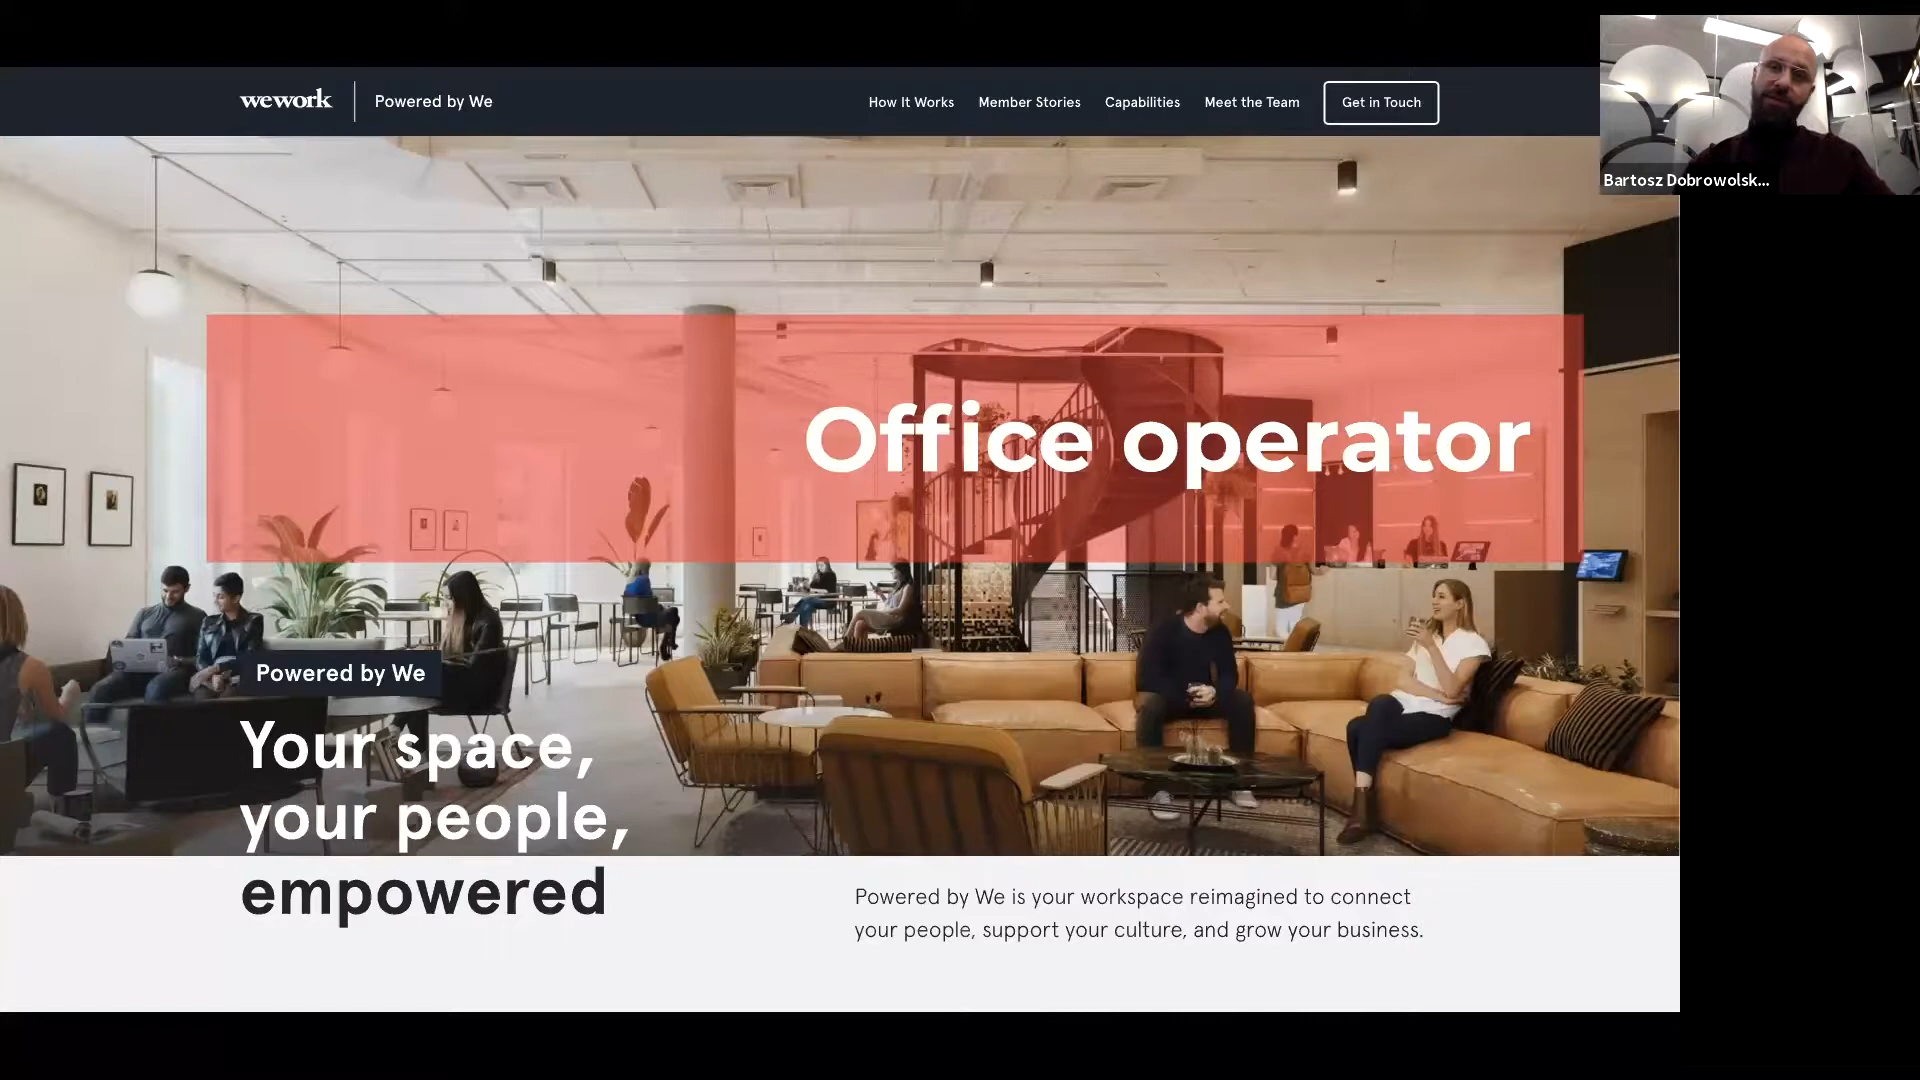 wework
Powered by We
How It Works
Member Stories
Capabilities
Meet the Team
Get in Touch
Bartosz Dobrowolsk...
Office operator
Powered by We
Your space,
your people,
empowered
Powered by We is your workspace reimagined to connect
your people, support your culture, and grow your business.